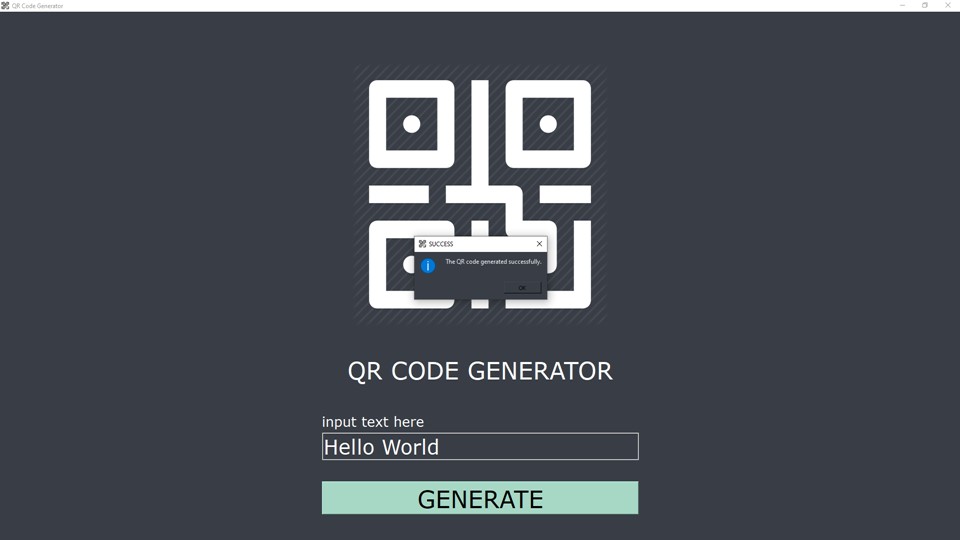 QR Code Generator
SUCCESS
The QR code generated successfully.
OK
QR CODE GENERATOR
input text here
Hello World
GENERATE